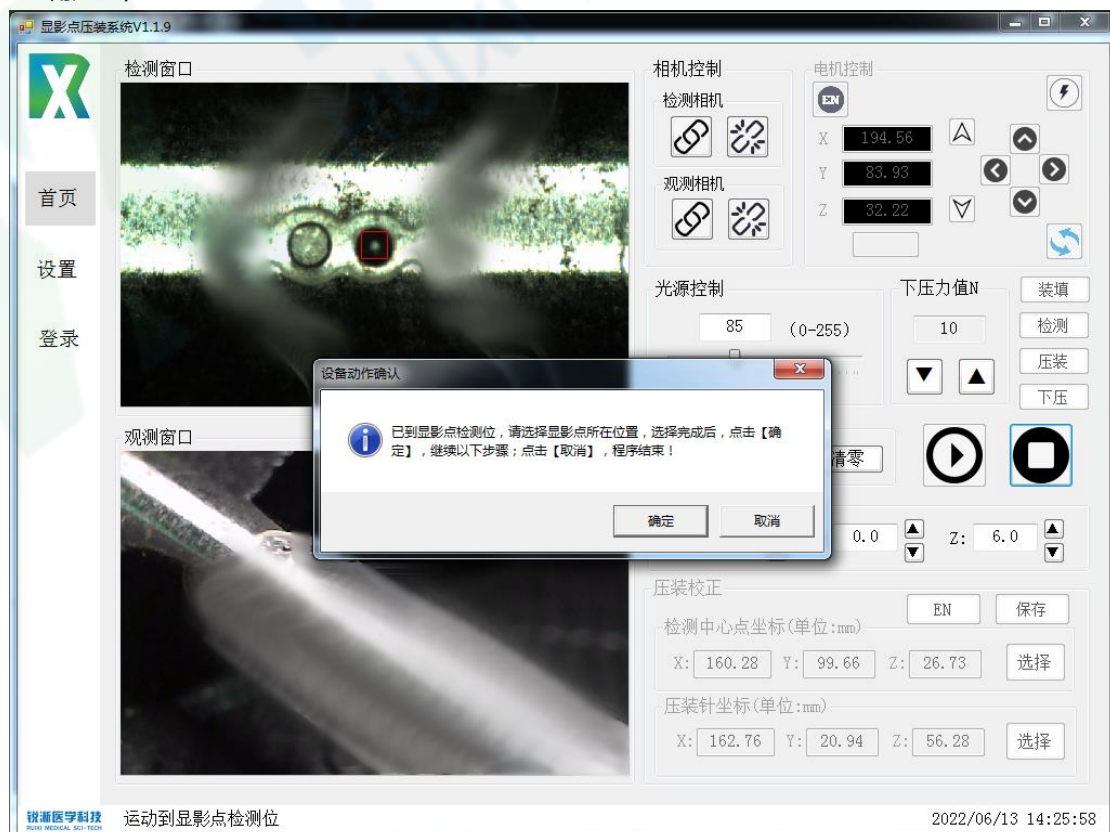 显影点压装系统V1.1.9
首页
设置
登录
检测窗口
观测窗口
相机控制
检测相机
观测相机
电机控制
EN
X 194.56
Y 83.93
Z 32.22
光源控制
85 (0-255)
下压力值N
10
装填
检测
压装
下压
设备动作确认
已到显影点检测位，请选择显影点所在位置，选择完成后，点击【确
定】，继续以下步骤；点击【取消】，程序结束！
确定 取消
清零
0.0 Z: 6.0
压装校正
EN 保存
检测中心点坐标(单位:mm)
X: 160.28 Y: 99.66 Z: 26.73 选择
压装针坐标(单位:mm)
X: 162.76 Y: 20.94 Z: 56.28 选择
锐浙医学科技
RUIXI MEDICAL SCI-TECH
运动到显影点检测位
2022/06/13 14:25:58